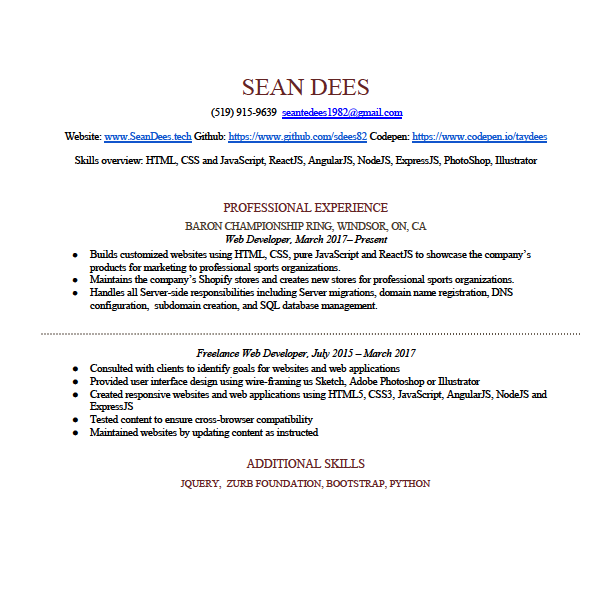 SEAN DEES
(519) 915-9639 seantedees1982@gmail.com
Website: www.SeanDees.tech Github: https://www.github.com/sdees82 Codepen: https://www.codepen.io/taydees
Skills overview: HTML, CSS and JavaScript, ReactJS, AngularJS, NodeJS, ExpressJS, PhotoShop, Illustrator
PROFESSIONAL EXPERIENCE
BARON CHAMPIONSHIP RING, WINDSOR, ON, CA
Web Developer, March 2017– Present
● Builds customized websites using HTML, CSS, pure JavaScript and ReactJS to showcase the company's
products for marketing to professional sports organizations.
● Maintains the company's Shopify stores and creates new stores for professional sports organizations.
● Handles all Server-side responsibilities including Server migrations, domain name registration, DNS
configuration, subdomain creation, and SQL database management.
Freelance Web Developer, July 2015 – March 2017
● Consulted with clients to identify goals for websites and web applications
● Provided user interface design using wire-framing us Sketch, Adobe Photoshop or Illustrator
● Created responsive websites and web applications using HTML5, CSS3, JavaScript, AngularJS, NodeJS and
ExpressJS
● Tested content to ensure cross-browser compatibility
● Maintained websites by updating content as instructed
ADDITIONAL SKILLS
JQUERY, ZURB FOUNDATION, BOOTSTRAP, PYTHON